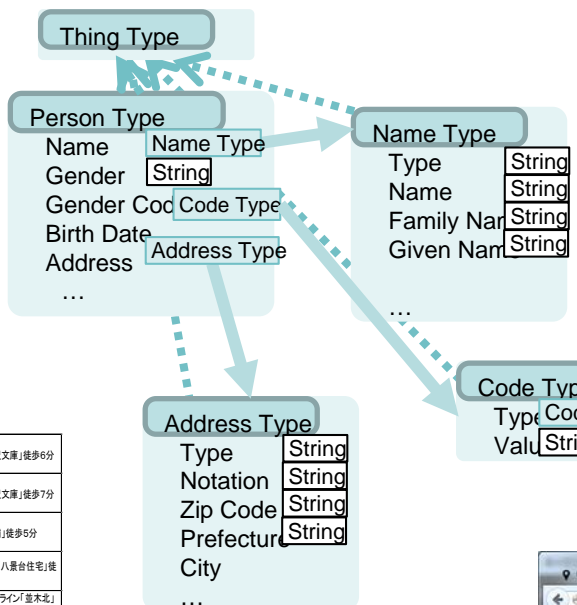 Thing Type
Person Type
Name Name Type
Gender String
Gender Cod Code Type
Birth Date
Address Address Type
…
Name Type
Type String
Name String
Family Nam String
Given Name String
…
Code Typ
Type Cod
Valu Stri
Address Type
Type String
Notation String
Zip Code String
Prefecture String
City
…
文庫」徒歩6分
文庫」徒歩7分
」徒歩5分
八景台住宅」徒
ライン「並木北」